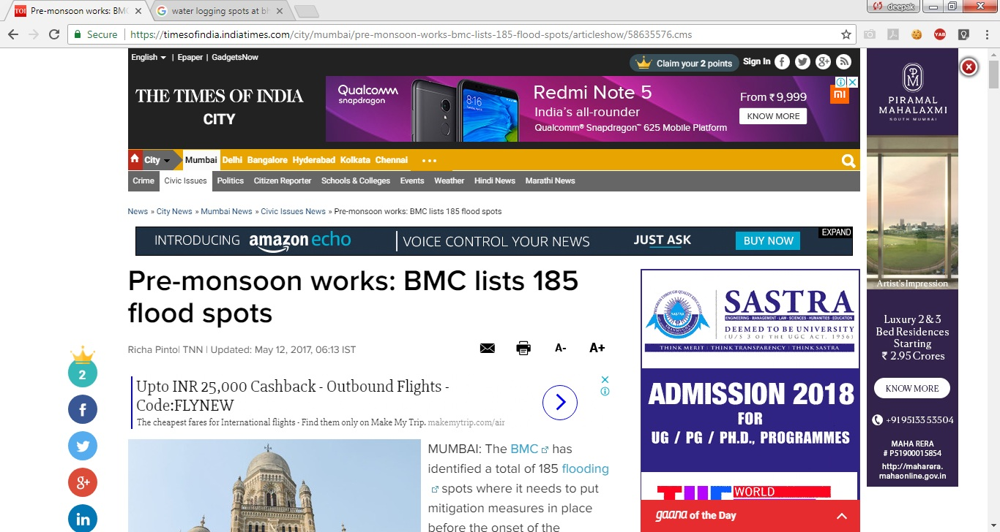 Pre-monsoon works: BMC
water logging spots at bh
deepak
Secure https://timesofindia.indiatimes.com/city/mumbai/pre-monsoon-works-bmc-lists-185-flood-spots/articleshow/58635576.cms
English | Epaper | GadgetsNow
Claim your 2 points
Sign In
THE TIMES OF INDIA
CITY
Qualcomm
snapdragon
8:16
Redmi Note 5
India's all-rounder
Qualcomm® Snapdragon™ 625 Mobile Platform
From ₹ 9,999
KNOW MORE
City Mumbai Delhi Bangalore Hyderabad Kolkata Chennai ...
Crime Civic Issues Politics Citizen Reporter Schools & Colleges Events Weather Hindi News Marathi News
News » City News » Mumbai News » Civic Issues News » Pre-monsoon works: BMC lists 185 flood spots
INTRODUCING amazon echo VOICE CONTROL YOUR NEWS JUST ASK BUY NOW EXPAND
Pre-monsoon works: BMC lists 185
flood spots
Richa Pinto| TNN | Updated: May 12, 2017, 06:13 IST
A- A+
2
Upto INR 25,000 Cashback - Outbound Flights -
Code:FLYNEW
The cheapest fares for International flights - Find them only on Make My Trip. makemytrip.com/air
MUMBAI: The BMC has
identified a total of 185 flooding
spots where it needs to put
mitigation measures in place
before the onset of the
SASTRA
ENGINEERING · MANAGEMENT · LAW · SCIENCES · HUMANITIES · EDUCATION
DEEMED TO BE UNIVERSITY
(U/S 3 OF THE UGC ACT, 1956)
THINK MERIT | THINK TRANSPARENCY | THINK SASTRA
ADMISSION 2018
FOR
UG / PG / PH.D., PROGRAMMES
WORLD
gaana of the Day
PIRAMAL
MAHALAXMI
SOUTH MUMBAI
Artist's Impression
Luxury 2 & 3
Bed Residences
Starting
₹ 2.95 Crores
KNOW MORE
+91 9513553504
MAHA RERA
# P51900015854
http://maharera.
mahaonline.gov.in